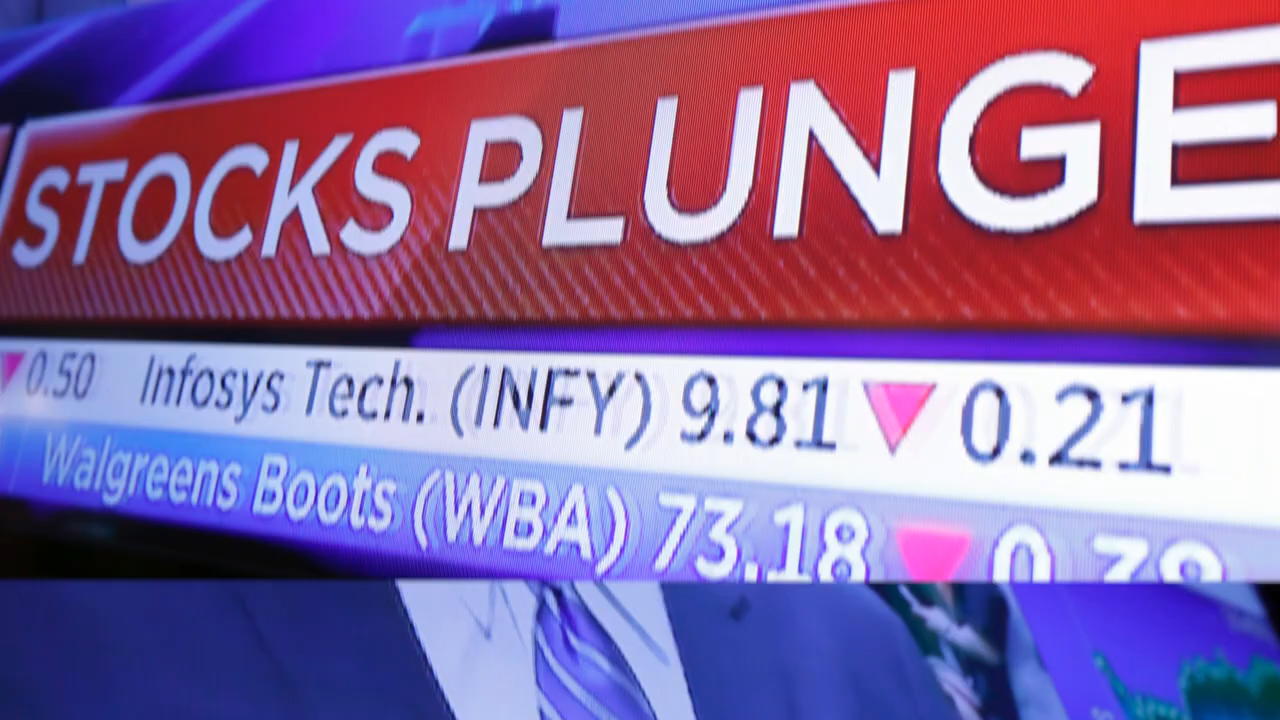 STOCKS PLUNGE
▼0.50 Infosys Tech. (INFY) 9.81 ▼ 0.21
Walgreens Boots (WBA) 73.18 ▼